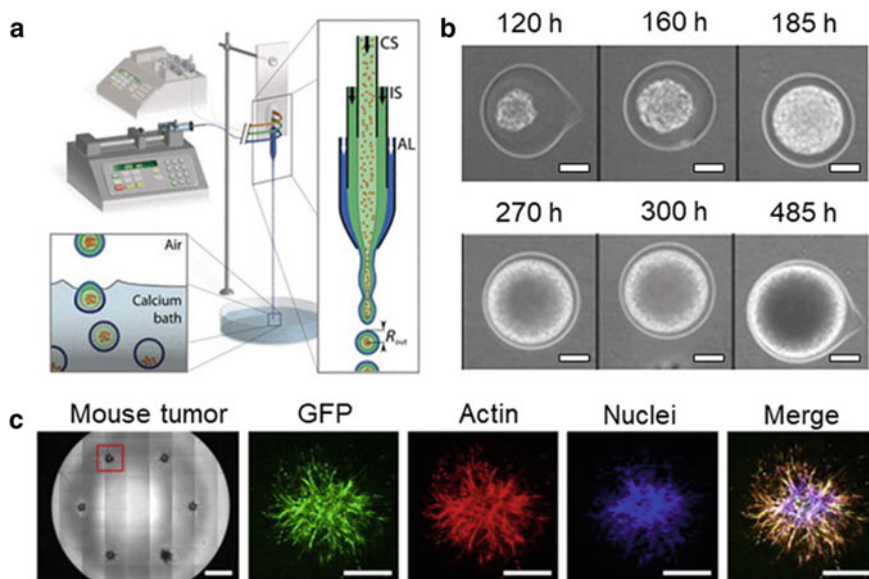 a
CS
IS
AL
Air
Calcium
bath
Rout
b
120 h 160 h 185 h
270 h 300 h 485 h
c
Mouse tumor GFP Actin Nuclei Merge